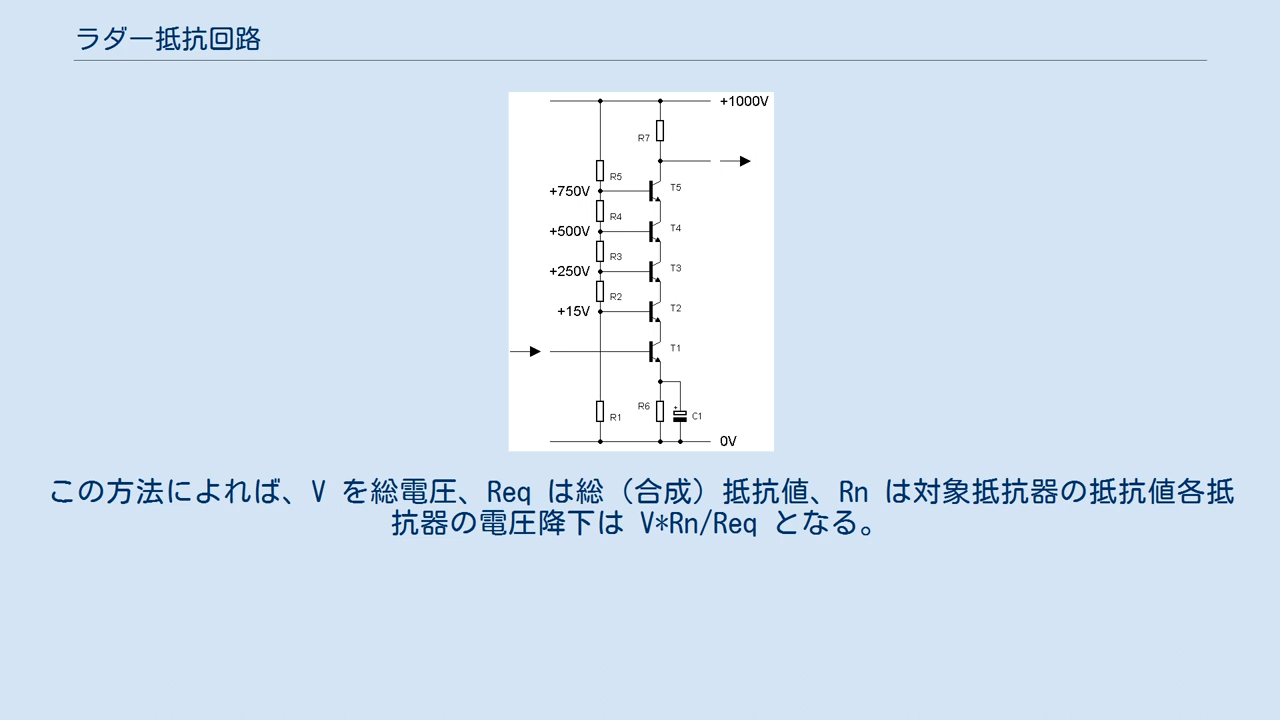 ラダー抵抗回路
+1000V
R7
R5
T5
+750V
R4
T4
+500V
R3
T3
+250V
R2
T2
+15V
T1
R6
+
C1
R1
0V
この方法によれば、V を総電圧、Req は総（合成）抵抗値、Rn は対象抵抗器の抵抗値各抵
抗器の電圧降下は V*Rn/Req となる。